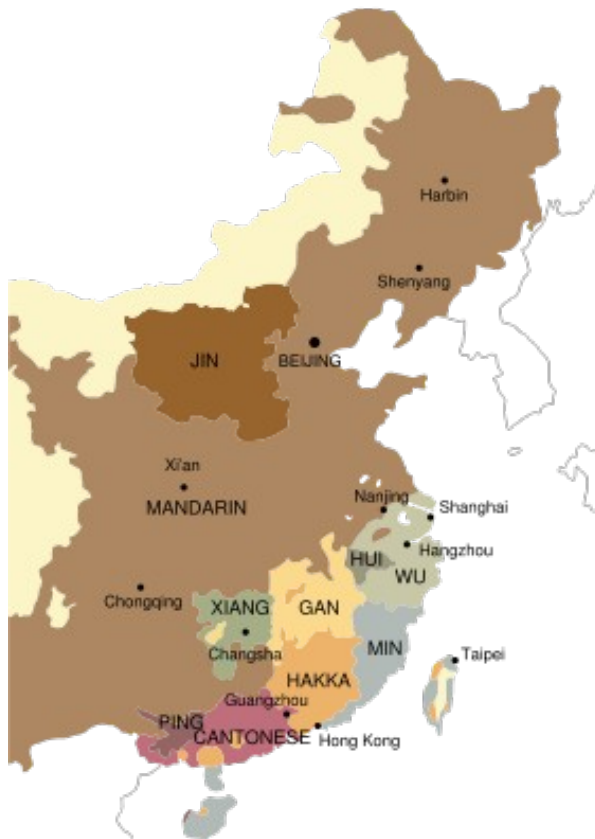 Harbin
Shenyang
JIN
BEIJING
Xi'an
MANDARIN
Nanjing
Shanghai
HUI
Hangzhou
WU
Chongqing
XIANG
GAN
Changsha
MIN
Taipei
HAKKA
Guangzhou
PING
CANTONESE
Hong Kong